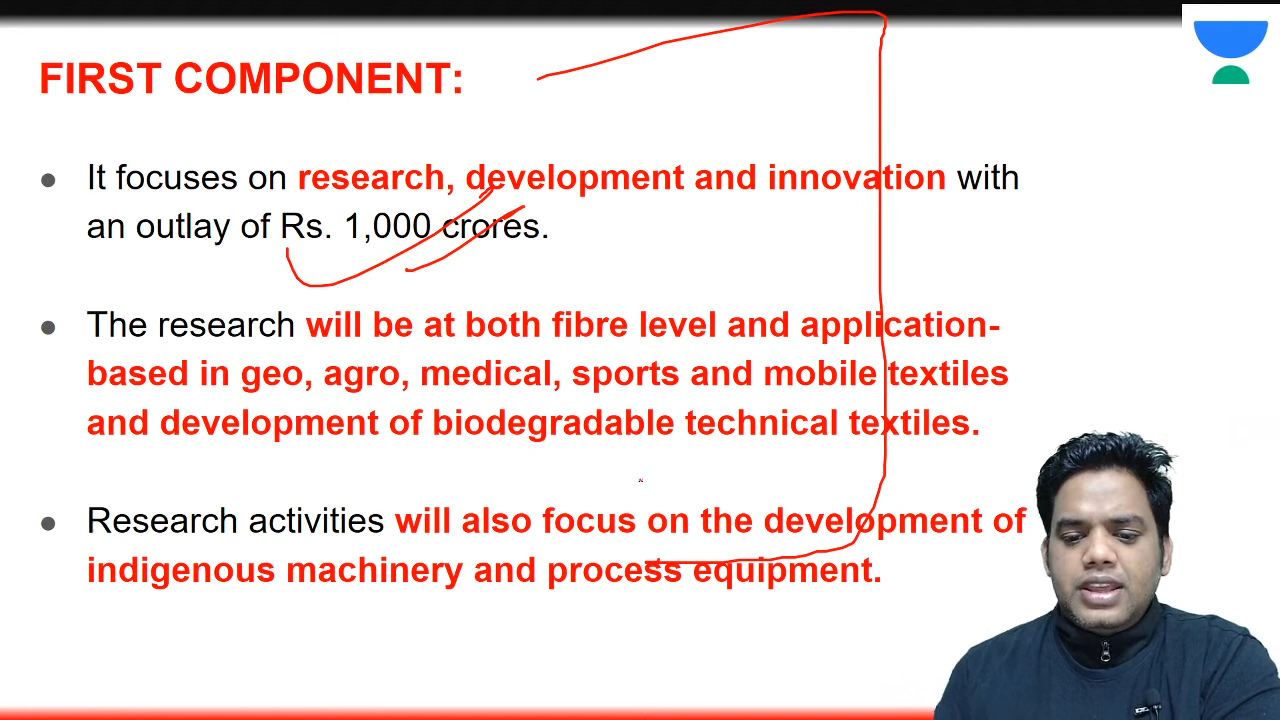 FIRST COMPONENT:
● It focuses on research, development and innovation with
an outlay of Rs. 1,000 crores.
● The research will be at both fibre level and application-
based in geo, agro, medical, sports and mobile textiles
and development of biodegradable technical textiles.
● Research activities will also focus on the development of
indigenous machinery and process equipment.